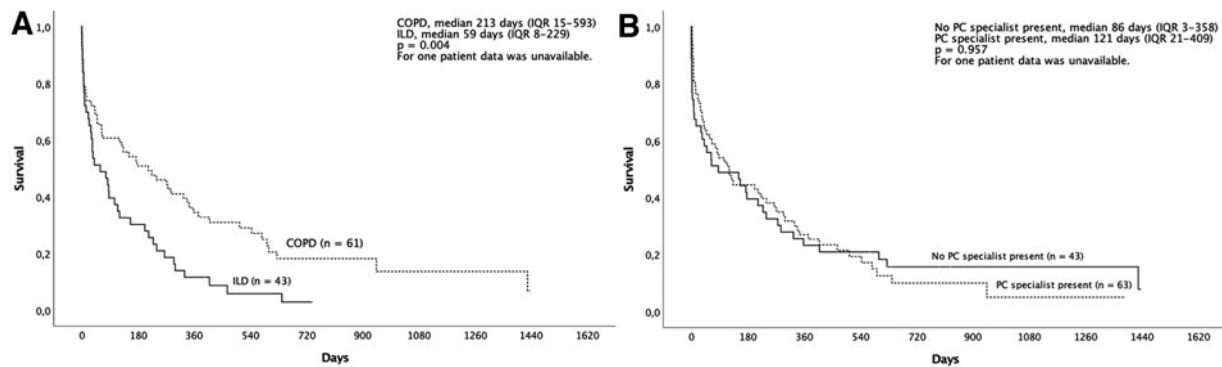 A
COPD, median 213 days (IQR 15-593)
ILD, median 59 days (IQR 8-229)
p = 0.004
For one patient data was unavailable.
1,0
0,8
0,6
0,4
0,2
0,0
Survival
COPD (n = 61)
ILD (n = 43)
0 180 360 540 720 900 1080 1260 1440 1620
Days
B
No PC specialist present, median 86 days (IQR 3-358)
PC specialist present, median 121 days (IQR 21-409)
p = 0.957
For one patient data was unavailable.
1,0
0,8
0,6
0,4
0,2
0,0
Survival
No PC specialist present (n = 43)
PC specialist present (n = 63)
0 180 360 540 720 900 1080 1260 1440 1620
Days